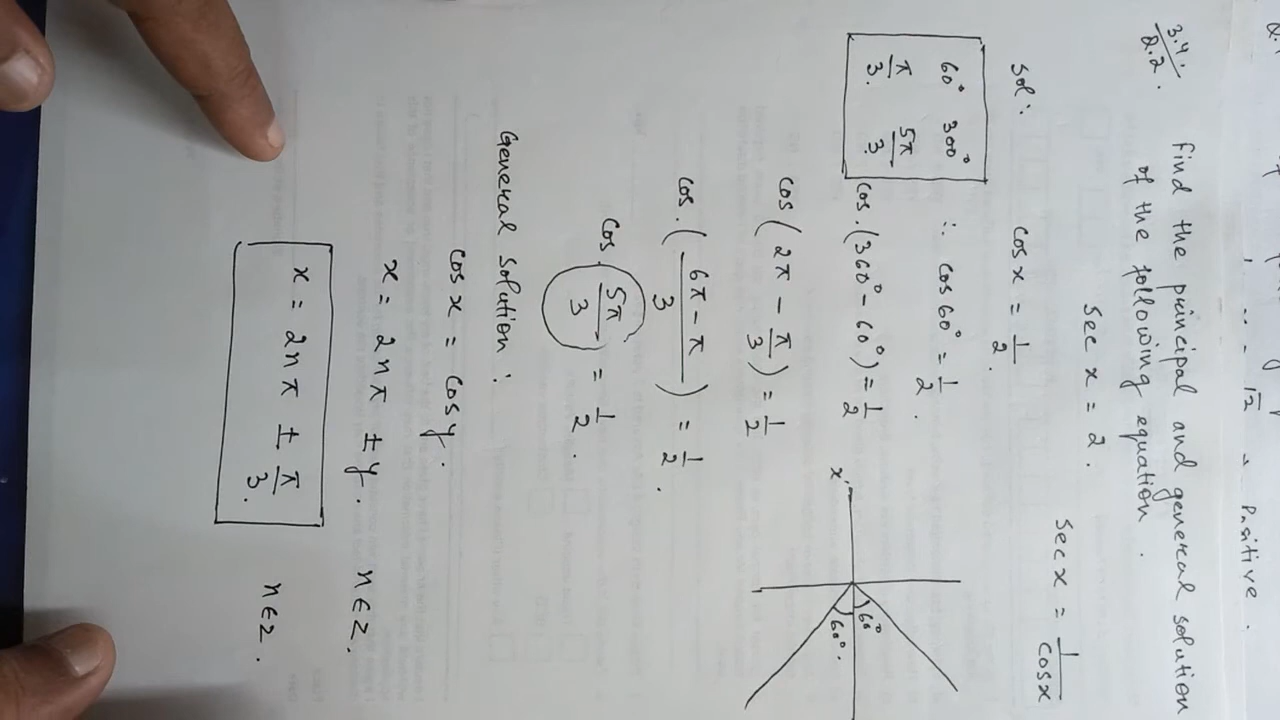 Positive.
3.4.
Q.2.
Find the principal and general solution
of the following equation.
Sec x = 2.
Sec x = 1/cosx
Sol:
cos x = 1/2.
60° 300°
π/3. 5π/3.
∴ cos 60° = 1/2.
cos.(360° - 60°) = 1/2
cos(2π - π/3) = 1/2
cos.(6π - π/3) = 1/2.
cos. 5π/3 = 1/2.
x'
60°
60°.
General solution:
cos x = cos y.
x = 2nπ ± y. n∈Z.
x = 2nπ ± π/3. n∈Z.